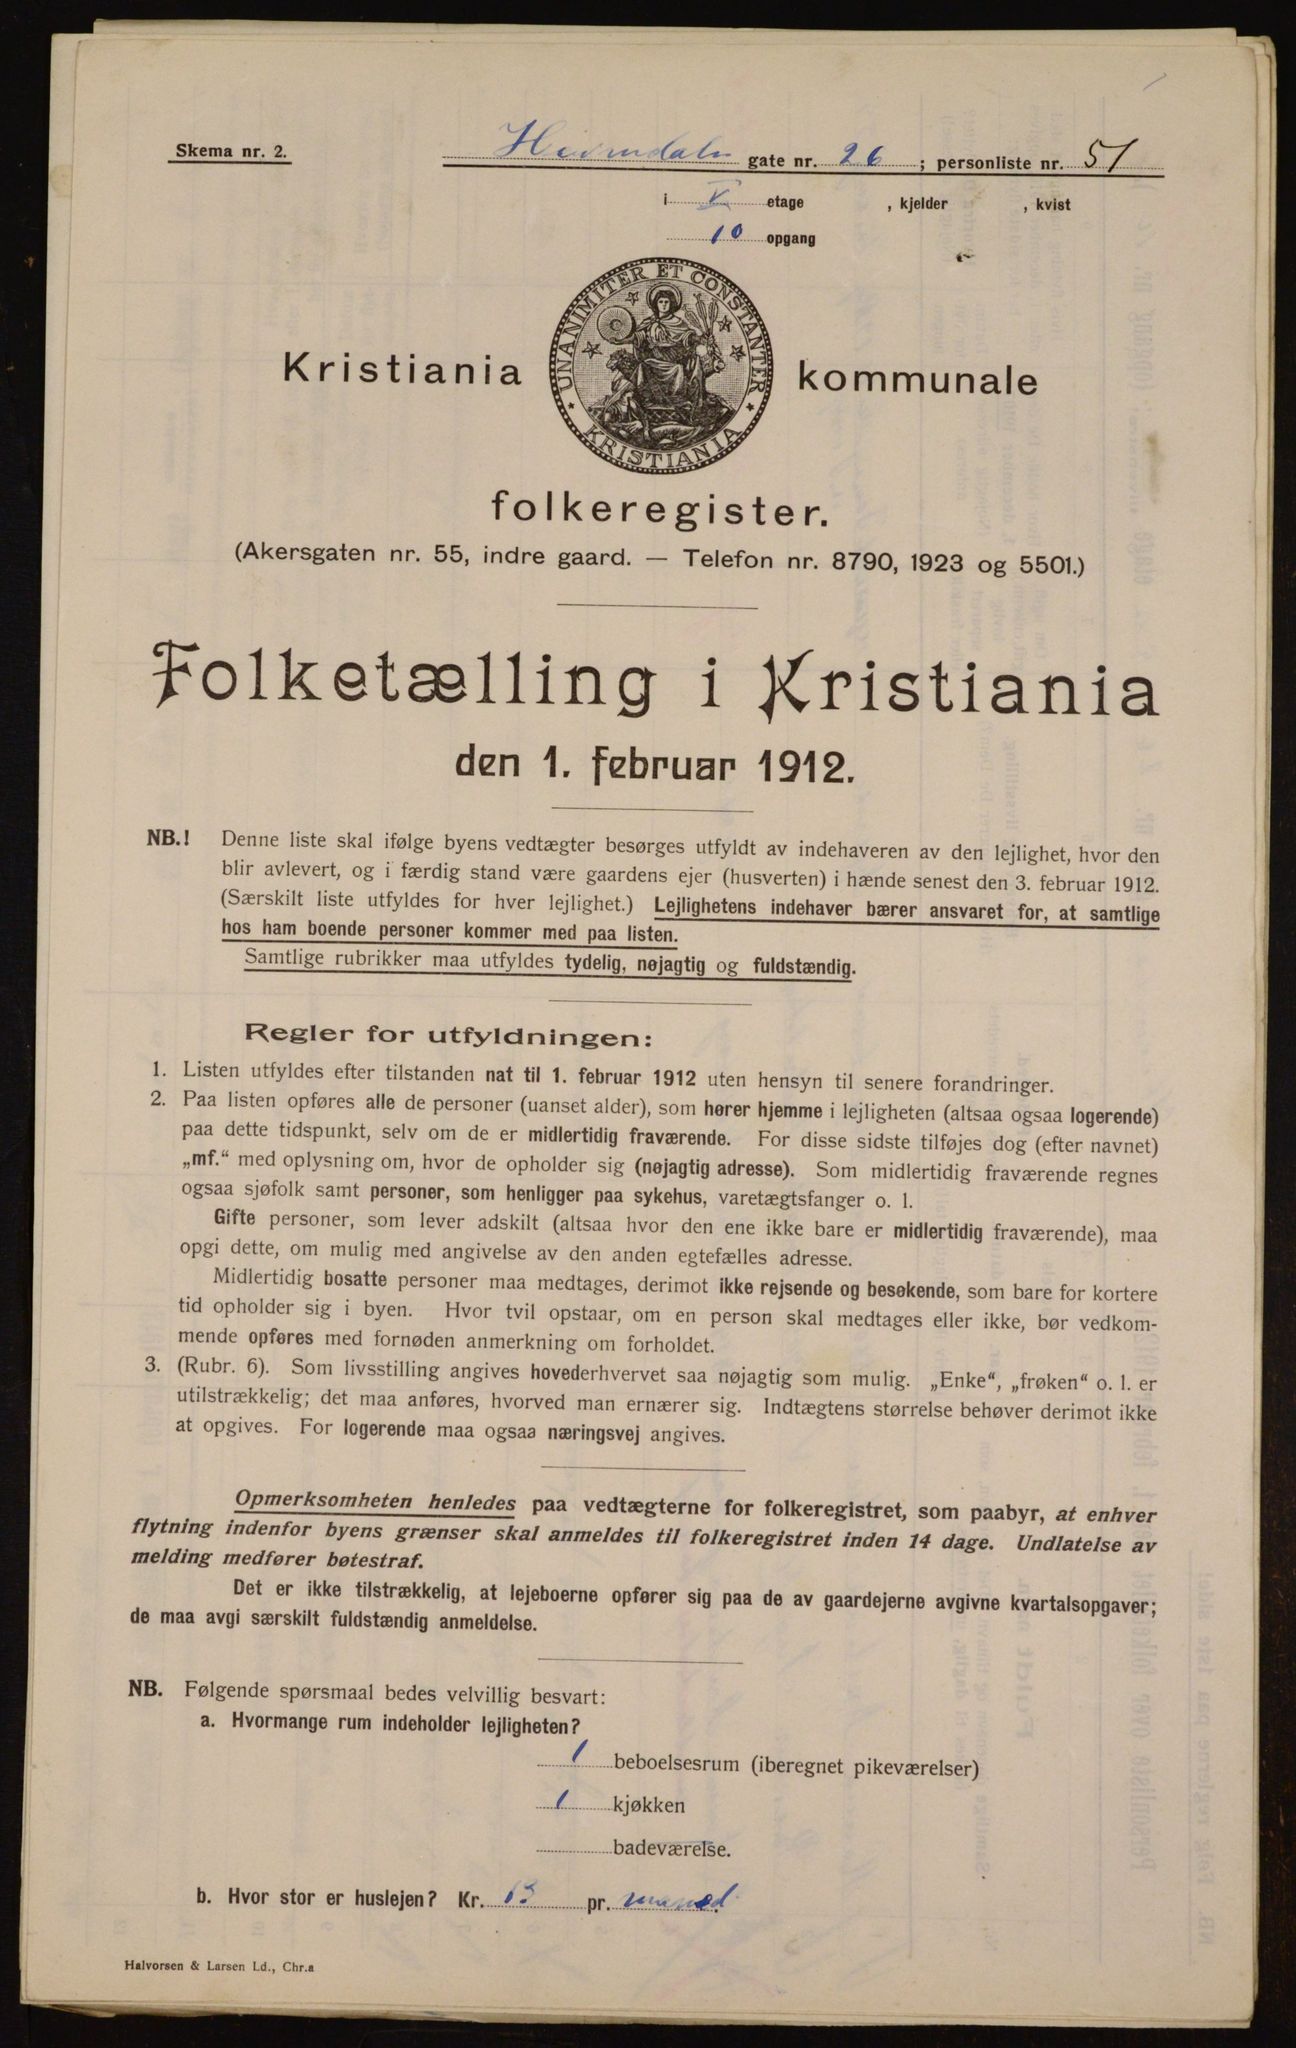 Skema nr. 2.
Heimdals gate nr. 26 ; personliste nr. 51
i V etage , kjelder , kvist
10 opgang
UNANIMITER ET CONSTANTER
KRISTIANIA
Kristiania kommunale
folkeregister.
(Akersgaten nr. 55, indre gaard. — Telefon nr. 8790, 1923 og 5501.)
Folketælling i Kristiania
den 1. februar 1912.
NB.! Denne liste skal ifølge byens vedtægter besørges utfyldt av indehaveren av den lejlighet, hvor den
blir avlevert, og i færdig stand være gaardens ejer (husverten) i hænde senest den 3. februar 1912.
(Særskilt liste utfyldes for hver lejlighet.) Lejlighetens indehaver bærer ansvaret for, at samtlige
hos ham boende personer kommer med paa listen.
Samtlige rubrikker maa utfyldes tydelig, nøjagtig og fuldstændig.
Regler for utfyldningen:
1. Listen utfyldes efter tilstanden nat til 1. februar 1912 uten hensyn til senere forandringer.
2. Paa listen opføres alle de personer (uanset alder), som hører hjemme i lejligheten (altsaa ogsaa logerende)
paa dette tidspunkt, selv om de er midlertidig fraværende. For disse sidste tilføjes dog (efter navnet)
„mf.“ med oplysning om, hvor de opholder sig (nøjagtig adresse). Som midlertidig fraværende regnes
ogsaa sjøfolk samt personer, som henligger paa sykehus, varetægtsfanger o. l.
Gifte personer, som lever adskilt (altsaa hvor den ene ikke bare er midlertidig fraværende), maa
opgi dette, om mulig med angivelse av den anden egtefælles adresse.
Midlertidig bosatte personer maa medtages, derimot ikke rejsende og besøkende, som bare for kortere
tid opholder sig i byen. Hvor tvil opstaar, om en person skal medtages eller ikke, bør vedkom-
mende opføres med fornøden anmerkning om forholdet.
3. (Rubr. 6). Som livsstilling angives hovederhvervet saa nøjagtig som mulig. „Enke“, „frøken“ o. l. er
utilstrækkelig; det maa anføres, hvorved man ernærer sig. Indtægtens størrelse behøver derimot ikke
at opgives. For logerende maa ogsaa næringsvej angives.
Opmerksomheten henledes paa vedtægterne for folkeregistret, som paabyr, at enhver
flytning indenfor byens grænser skal anmeldes til folkeregistret inden 14 dage. Undlatelse av
melding medfører bøtestraf.
Det er ikke tilstrækkelig, at lejeboerne opfører sig paa de av gaardejerne avgivne kvartalsopgaver;
de maa avgi særskilt fuldstændig anmeldelse.
NB. Følgende spørsmaal bedes velvillig besvart:
a. Hvormange rum indeholder lejligheten?
1 beboelsesrum (iberegnet pikeværelser)
1 kjøkken
badeværelse.
b. Hvor stor er huslejen? Kr. 13 pr. maaned.
Halvorsen & Larsen Ld., Chr.a